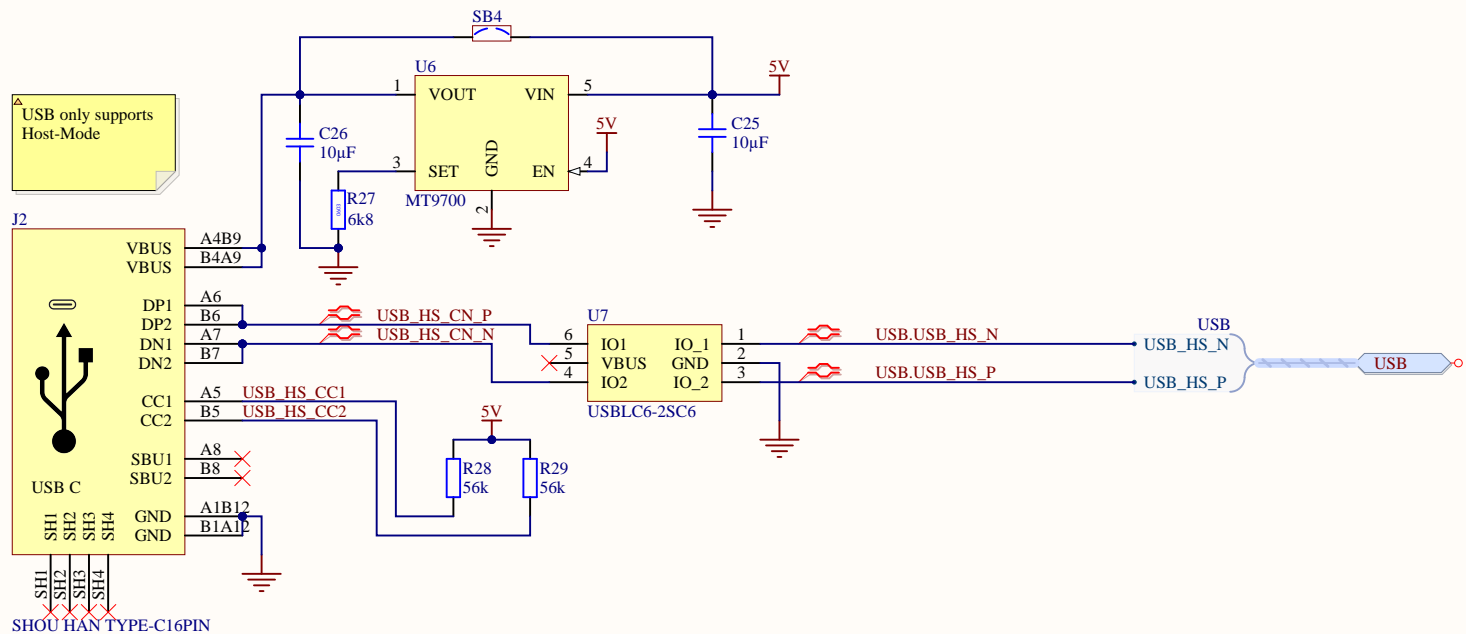 SB4
U6
5V
1
VOUT
VIN
5
USB only supports
Host-Mode
C26
10µF
5V
C25
10µF
3
SET
GND
EN
4
R27
0603
6k8
MT9700
2
J2
VBUS
A4B9
VBUS
B4A9
DP1
A6
DP2
B6
USB_HS_CN_P
DN1
A7
USB_HS_CN_N
DN2
B7
U7
6
IO1
IO_1
1
USB.USB_HS_N
5
VBUS
GND
2
4
IO2
IO_2
3
USB.USB_HS_P
USBLC6-2SC6
USB
USB_HS_N
USB
USB_HS_P
CC1
A5
USB_HS_CC1
CC2
B5
USB_HS_CC2
5V
SBU1
A8
SBU2
B8
R28
56k
R29
56k
USB C
GND
A1B12
GND
B1A12
SH1
SH2
SH3
SH4
SH1
SH2
SH3
SH4
SHOU HAN TYPE-C16PIN